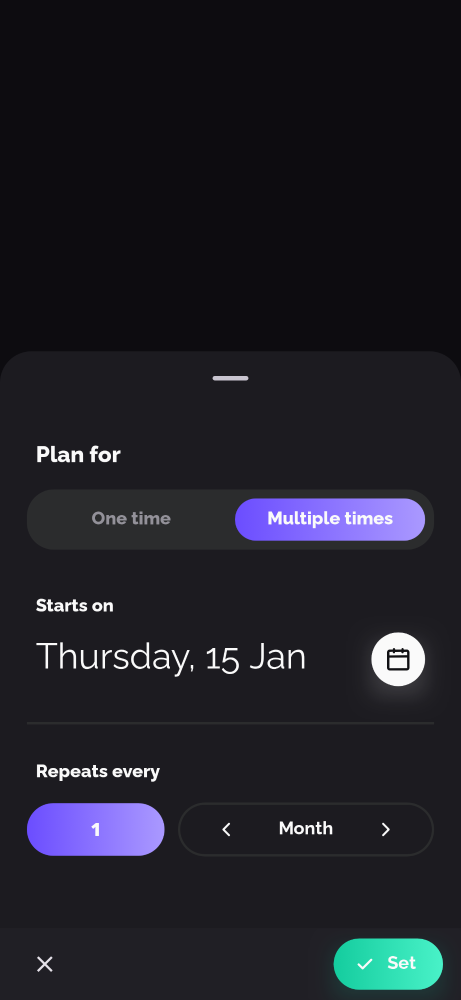 Plan for
One time
Multiple times
Starts on
Thursday, 15 Jan
Repeats every
1
Month
Set